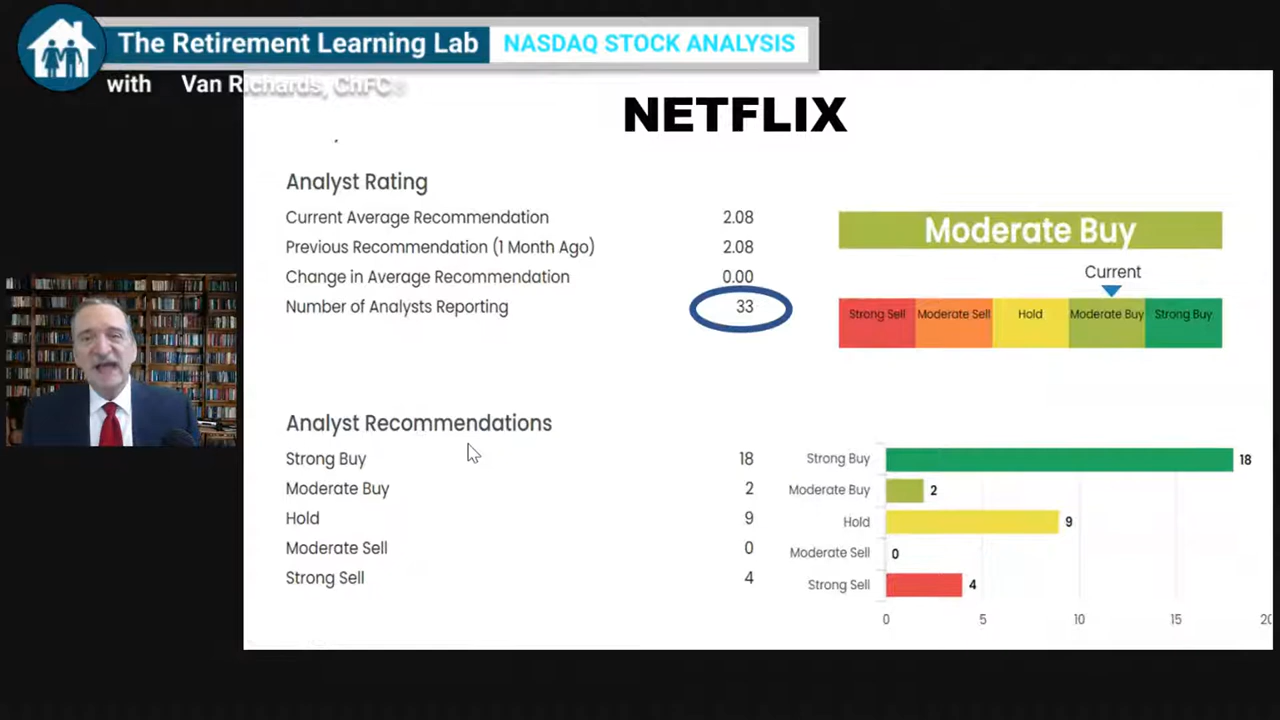 The Retirement Learning Lab NASDAQ STOCK ANALYSIS
with Van Richards, ChFC®
NETFLIX
Analyst Rating
Current Average Recommendation 2.08
Previous Recommendation (1 Month Ago) 2.08
Change in Average Recommendation 0.00
Number of Analysts Reporting 33
Moderate Buy
Current
Strong Sell Moderate Sell Hold Moderate Buy Strong Buy
Analyst Recommendations
Strong Buy 18
Moderate Buy 2
Hold 9
Moderate Sell 0
Strong Sell 4
Strong Buy 18
Moderate Buy 2
Hold 9
Moderate Sell 0
Strong Sell 4
0 5 10 15 20